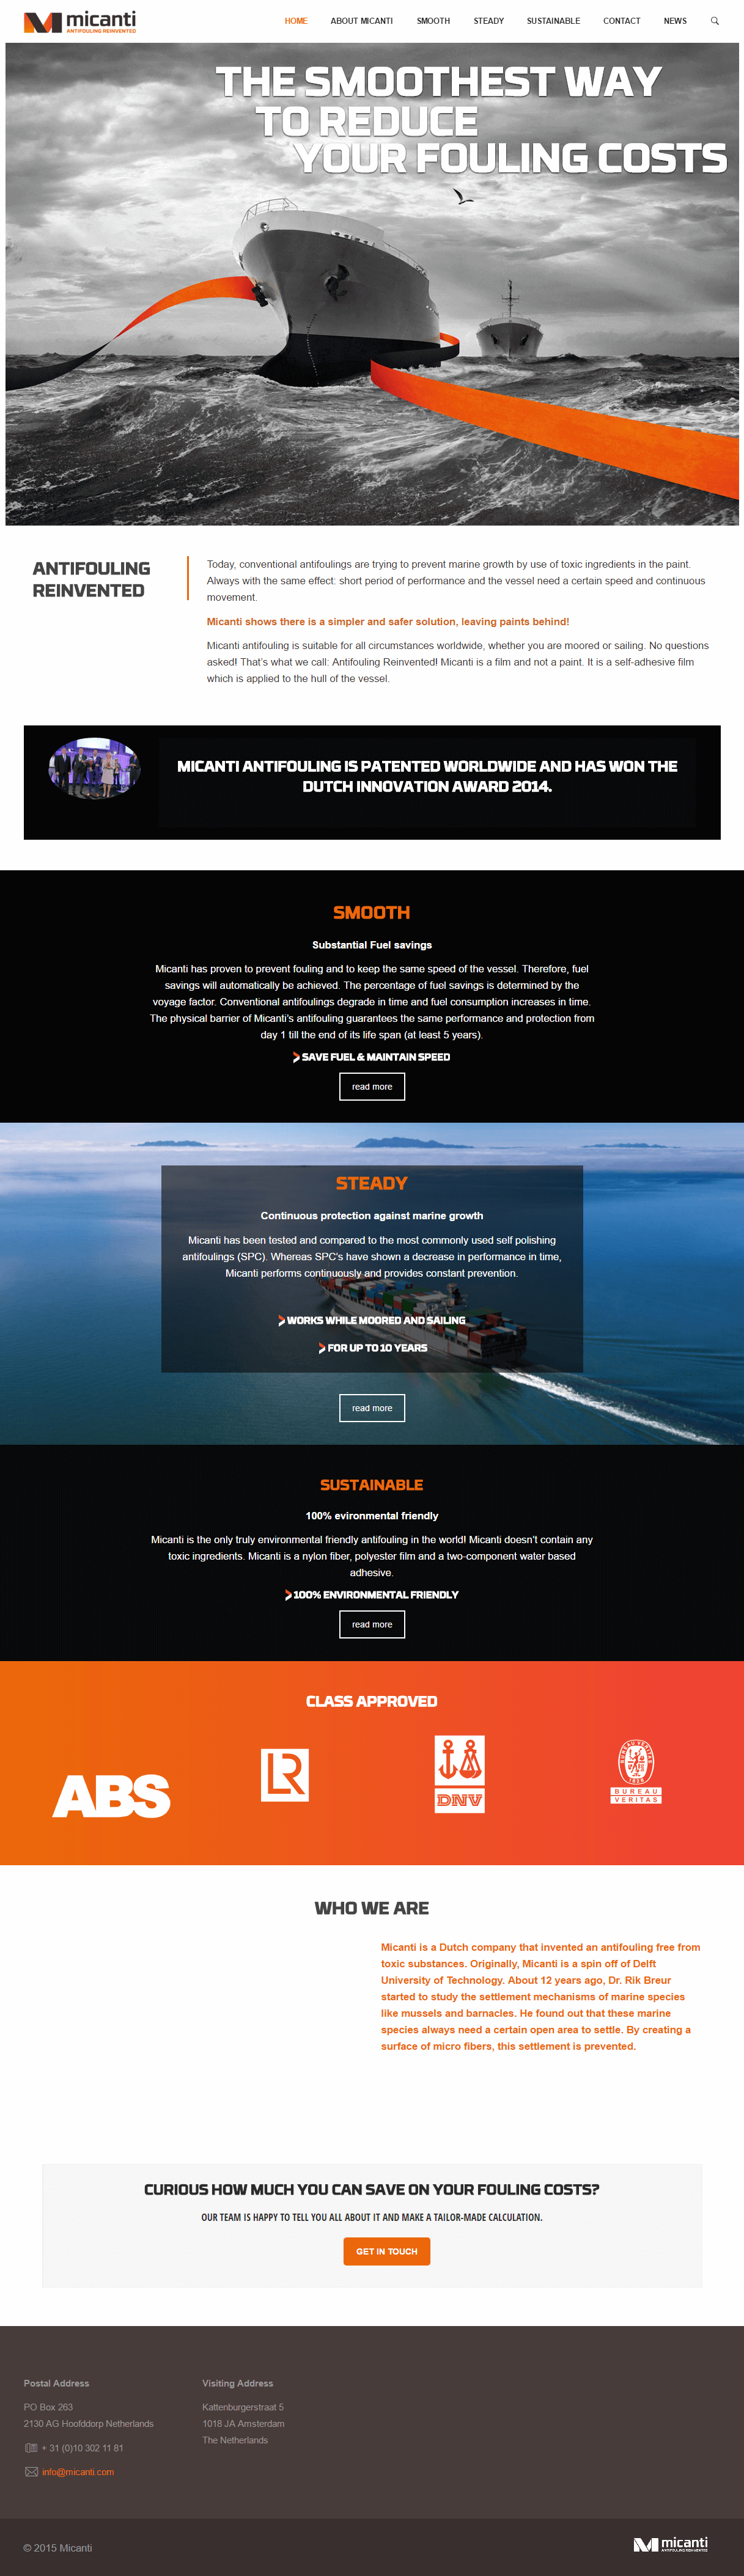 micanti
ANTIFOULING REINVENTED
HOME ABOUT MICANTI SMOOTH STEADY SUSTAINABLE CONTACT NEWS
THE SMOOTHEST WAY
TO REDUCE
YOUR FOULING COSTS
ANTIFOULING
REINVENTED
Today, conventional antifoulings are trying to prevent marine growth by use of toxic ingredients in the paint.
Always with the same effect: short period of performance and the vessel need a certain speed and continuous
movement.
Micanti shows there is a simpler and safer solution, leaving paints behind!
Micanti antifouling is suitable for all circumstances worldwide, whether you are moored or sailing. No questions
asked! That's what we call: Antifouling Reinvented! Micanti is a film and not a paint. It is a self-adhesive film
which is applied to the hull of the vessel.
MICANTI ANTIFOULING IS PATENTED WORLDWIDE AND HAS WON THE
DUTCH INNOVATION AWARD 2014.
SMOOTH
Substantial Fuel savings
Micanti has proven to prevent fouling and to keep the same speed of the vessel. Therefore, fuel
savings will automatically be achieved. The percentage of fuel savings is determined by the
voyage factor. Conventional antifoulings degrade in time and fuel consumption increases in time.
The physical barrier of Micanti's antifouling guarantees the same performance and protection from
day 1 till the end of its life span (at least 5 years).
SAVE FUEL & MAINTAIN SPEED
read more
STEADY
Continuous protection against marine growth
Micanti has been tested and compared to the most commonly used self polishing
antifoulings (SPC). Whereas SPC's have shown a decrease in performance in time,
Micanti performs continuously and provides constant prevention.
WORKS WHILE MOORED AND SAILING
FOR UP TO 10 YEARS
read more
SUSTAINABLE
100% evironmental friendly
Micanti is the only truly environmental friendly antifouling in the world! Micanti doesn't contain any
toxic ingredients. Micanti is a nylon fiber, polyester film and a two-component water based
adhesive.
100% ENVIRONMENTAL FRIENDLY
read more
CLASS APPROVED
ABS
LR
DNV
BUREAU VERITAS
1828
BUREAU
VERITAS
WHO WE ARE
Micanti is a Dutch company that invented an antifouling free from
toxic substances. Originally, Micanti is a spin off of Delft
University of Technology. About 12 years ago, Dr. Rik Breur
started to study the settlement mechanisms of marine species
like mussels and barnacles. He found out that these marine
species always need a certain open area to settle. By creating a
surface of micro fibers, this settlement is prevented.
CURIOUS HOW MUCH YOU CAN SAVE ON YOUR FOULING COSTS?
OUR TEAM IS HAPPY TO TELL YOU ALL ABOUT IT AND MAKE A TAILOR-MADE CALCULATION.
GET IN TOUCH
Postal Address
PO Box 263
2130 AG Hoofddorp Netherlands
+ 31 (0)10 302 11 81
info@micanti.com
Visiting Address
Kattenburgerstraat 5
1018 JA Amsterdam
The Netherlands
© 2015 Micanti
micanti
ANTIFOULING REINVENTED